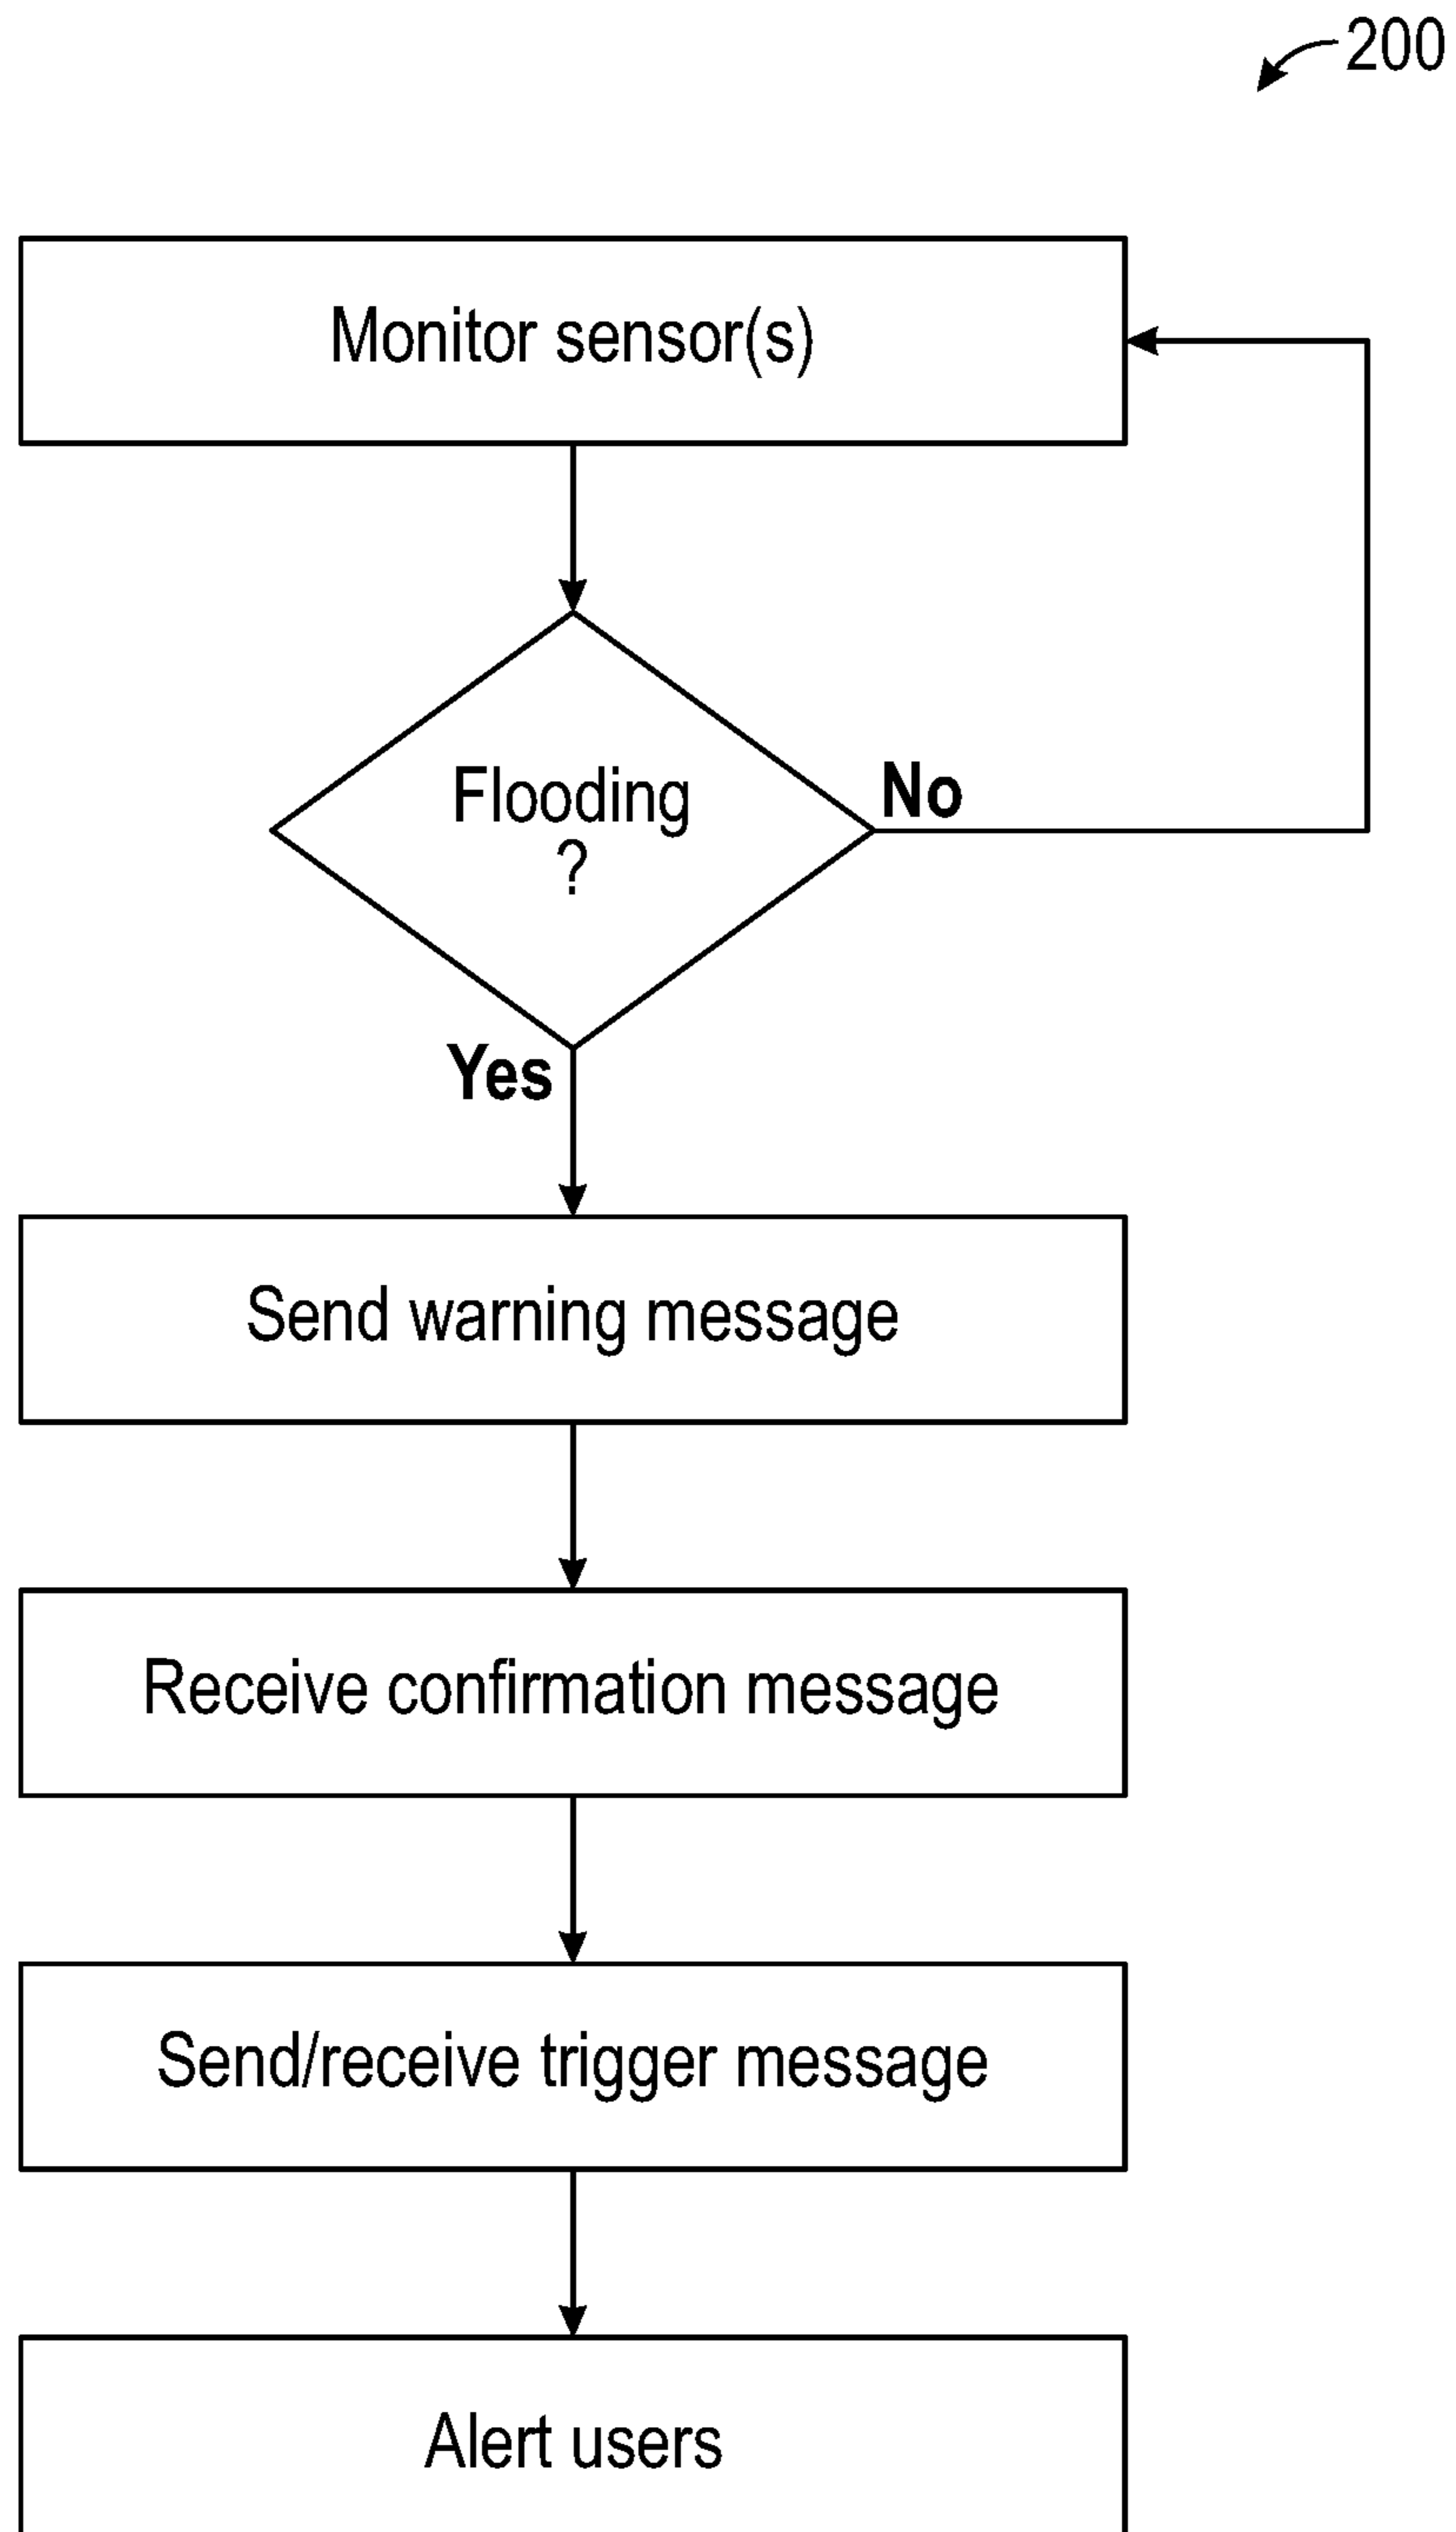 200
Monitor sensor(s)
Flooding
?
No
Yes
Send warning message
Receive confirmation message
Send/receive trigger message
Alert users